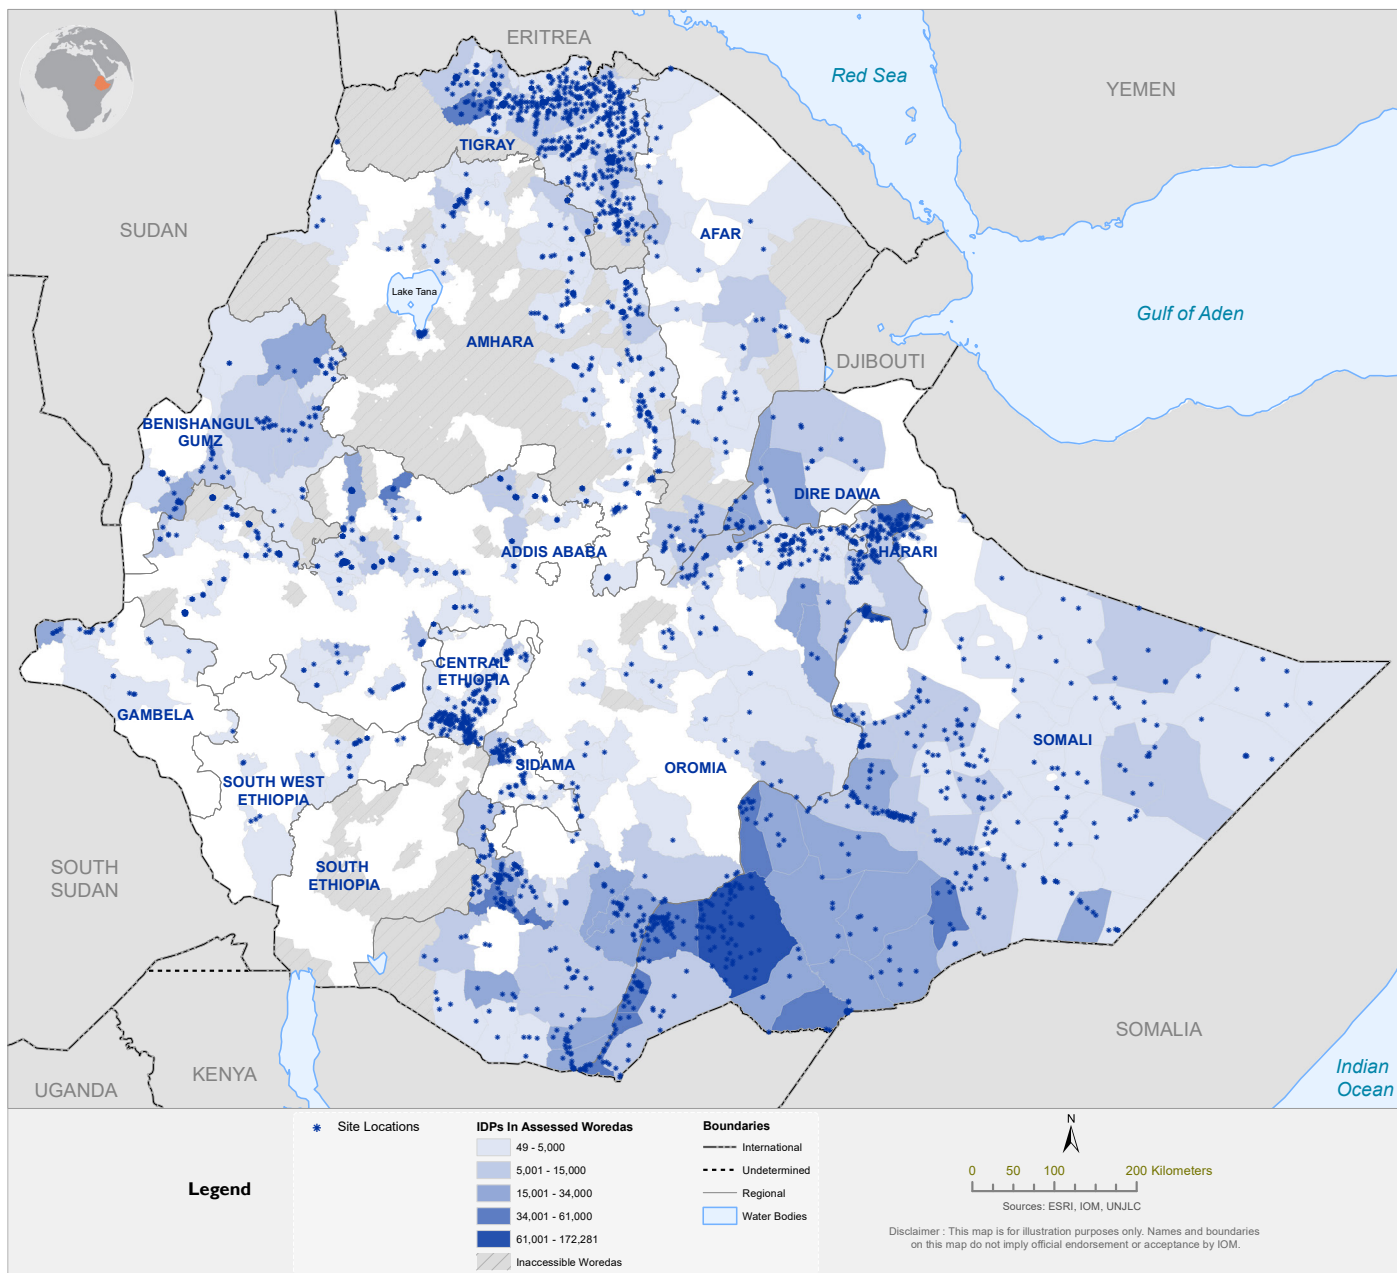 ERITREA
Red Sea
YEMEN
TIGRAY
SUDAN
AFAR
Lake Tana
Gulf of Aden
AMHARA
DJIBOUTI
BENISHANGUL
GUMZ
DIRE DAWA
ADDIS ABABA
HARARI
CENTRAL
ETHIOPIA
GAMBELA
SOMALI
SIDAMA
OROMIA
SOUTH WEST
ETHIOPIA
SOUTH
SUDAN
SOUTH
ETHIOPIA
SOMALIA
KENYA
UGANDA
Indian
Ocean
Legend
Site Locations
IDPs In Assessed Woredas
49 - 5,000
5,001 - 15,000
15,001 - 34,000
34,001 - 61,000
61,001 - 172,281
Inaccessible Woredas
Boundaries
International
Undetermined
Regional
Water Bodies
N
0 50 100 200 Kilometers
Sources: ESRI, IOM, UNJLC
Disclaimer : This map is for illustration purposes only. Names and boundaries
on this map do not imply official endorsement or acceptance by IOM.